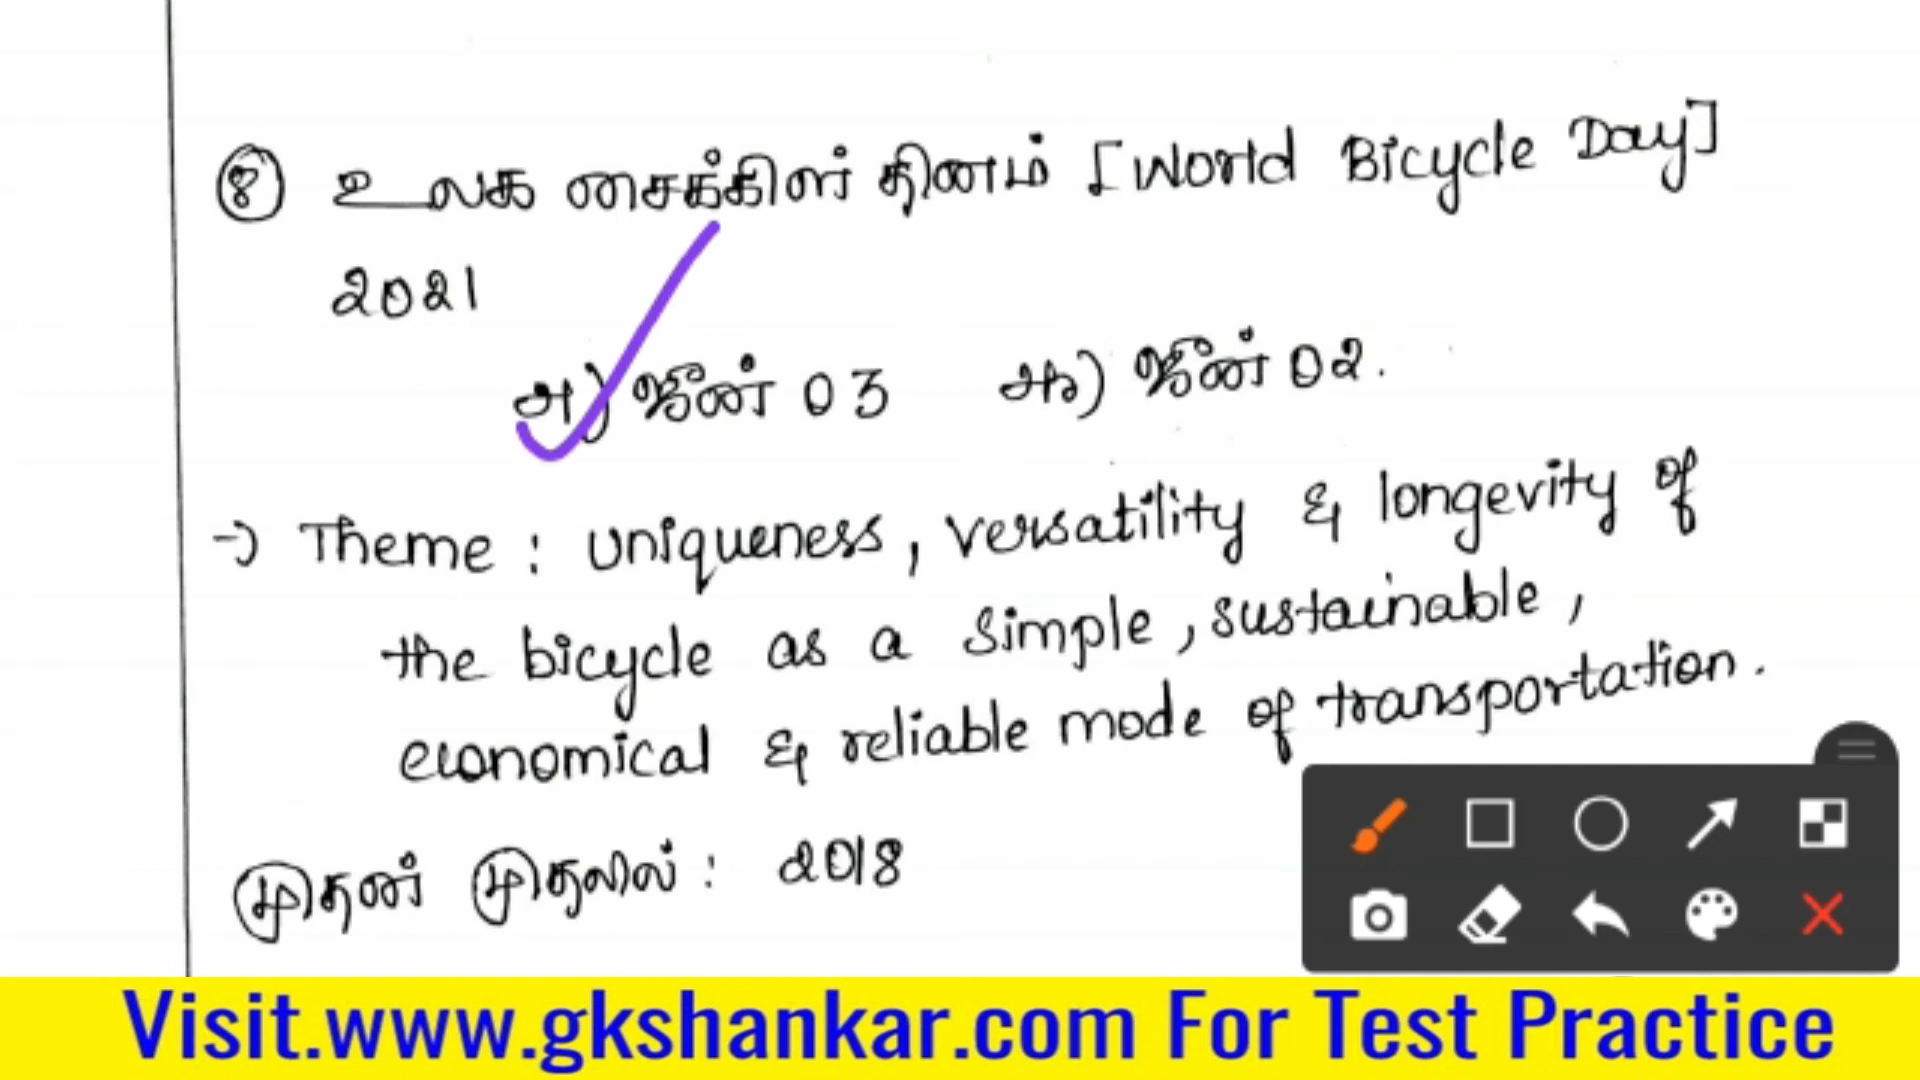 8 உலக சைக்கிள் தினம் [World Bicycle Day]
2021
அ) ஜூன் 03 ஆ) ஜூன் 02.
-) Theme : uniqueness, versatility & longevity of
the bicycle as a simple, sustainable,
economical & reliable mode of transportation.
முதன் முதலில் : 2018
Visit.www.gkshankar.com For Test Practice